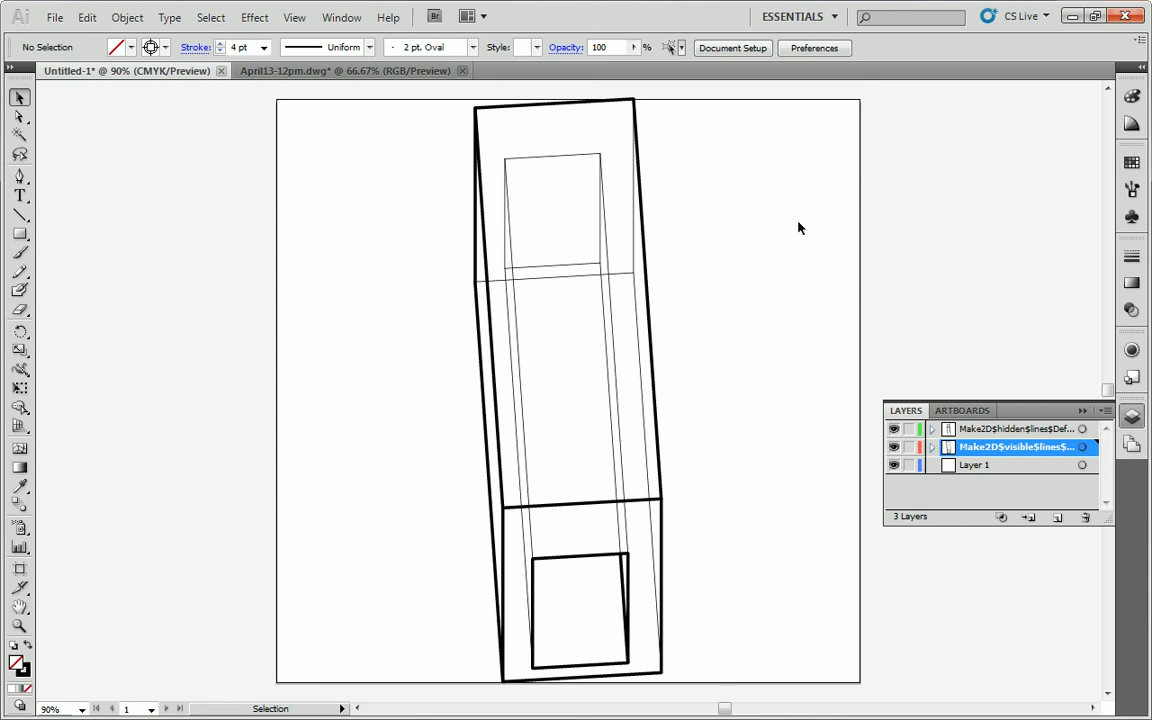 Ai File Edit Object Type Select Effect View Window Help Br ESSENTIALS CS Live
No Selection Stroke: 4 pt Uniform 2 pt. Oval Style: Opacity: 100 % Document Setup Preferences
Untitled-1* @ 90% (CMYK/Preview) April13-12pm.dwg* @ 66.67% (RGB/Preview)
LAYERS ARTBOARDS
Make2D$hidden$lines$Def...
Make2D$visible$lines$...
Layer 1
3 Layers
90% 1 Selection